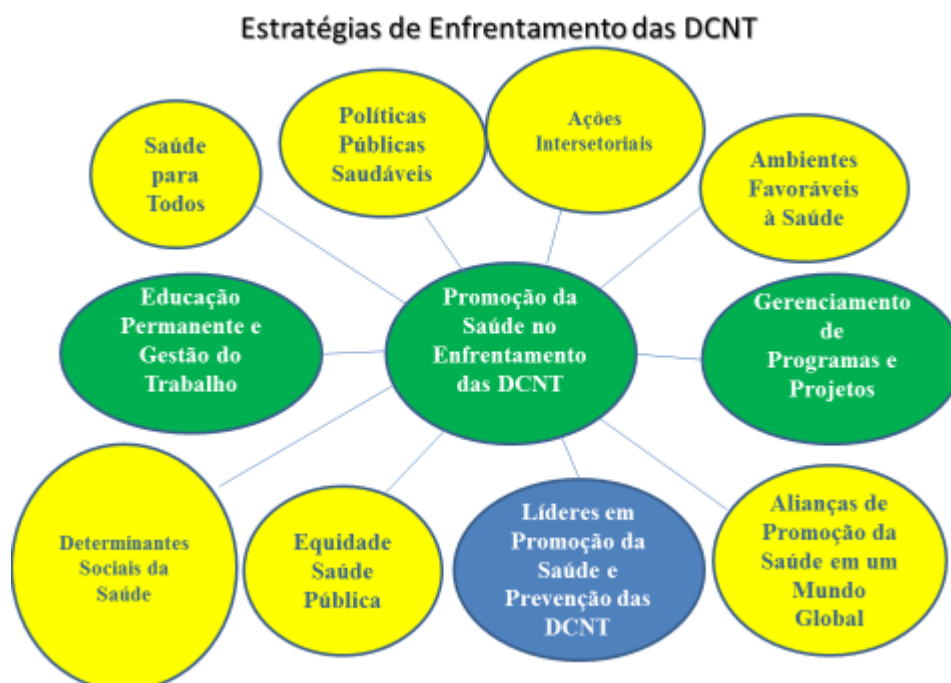 Estratégias de Enfrentamento das DCNT
Saúde
para
Todos
Políticas
Públicas
Saudáveis
Ações
Intersetoriais
Ambientes
Favoráveis
à Saúde
Educação
Permanente e
Gestão do
Trabalho
Promoção da
Saúde no
Enfrentamento
das DCNT
Gerenciamento
de
Programas e
Projetos
Determinantes
Sociais da
Saúde
Equidade
Saúde
Pública
Líderes em
Promoção da
Saúde e
Prevenção das
DCNT
Alianças de
Promoção da
Saúde em um
Mundo
Global